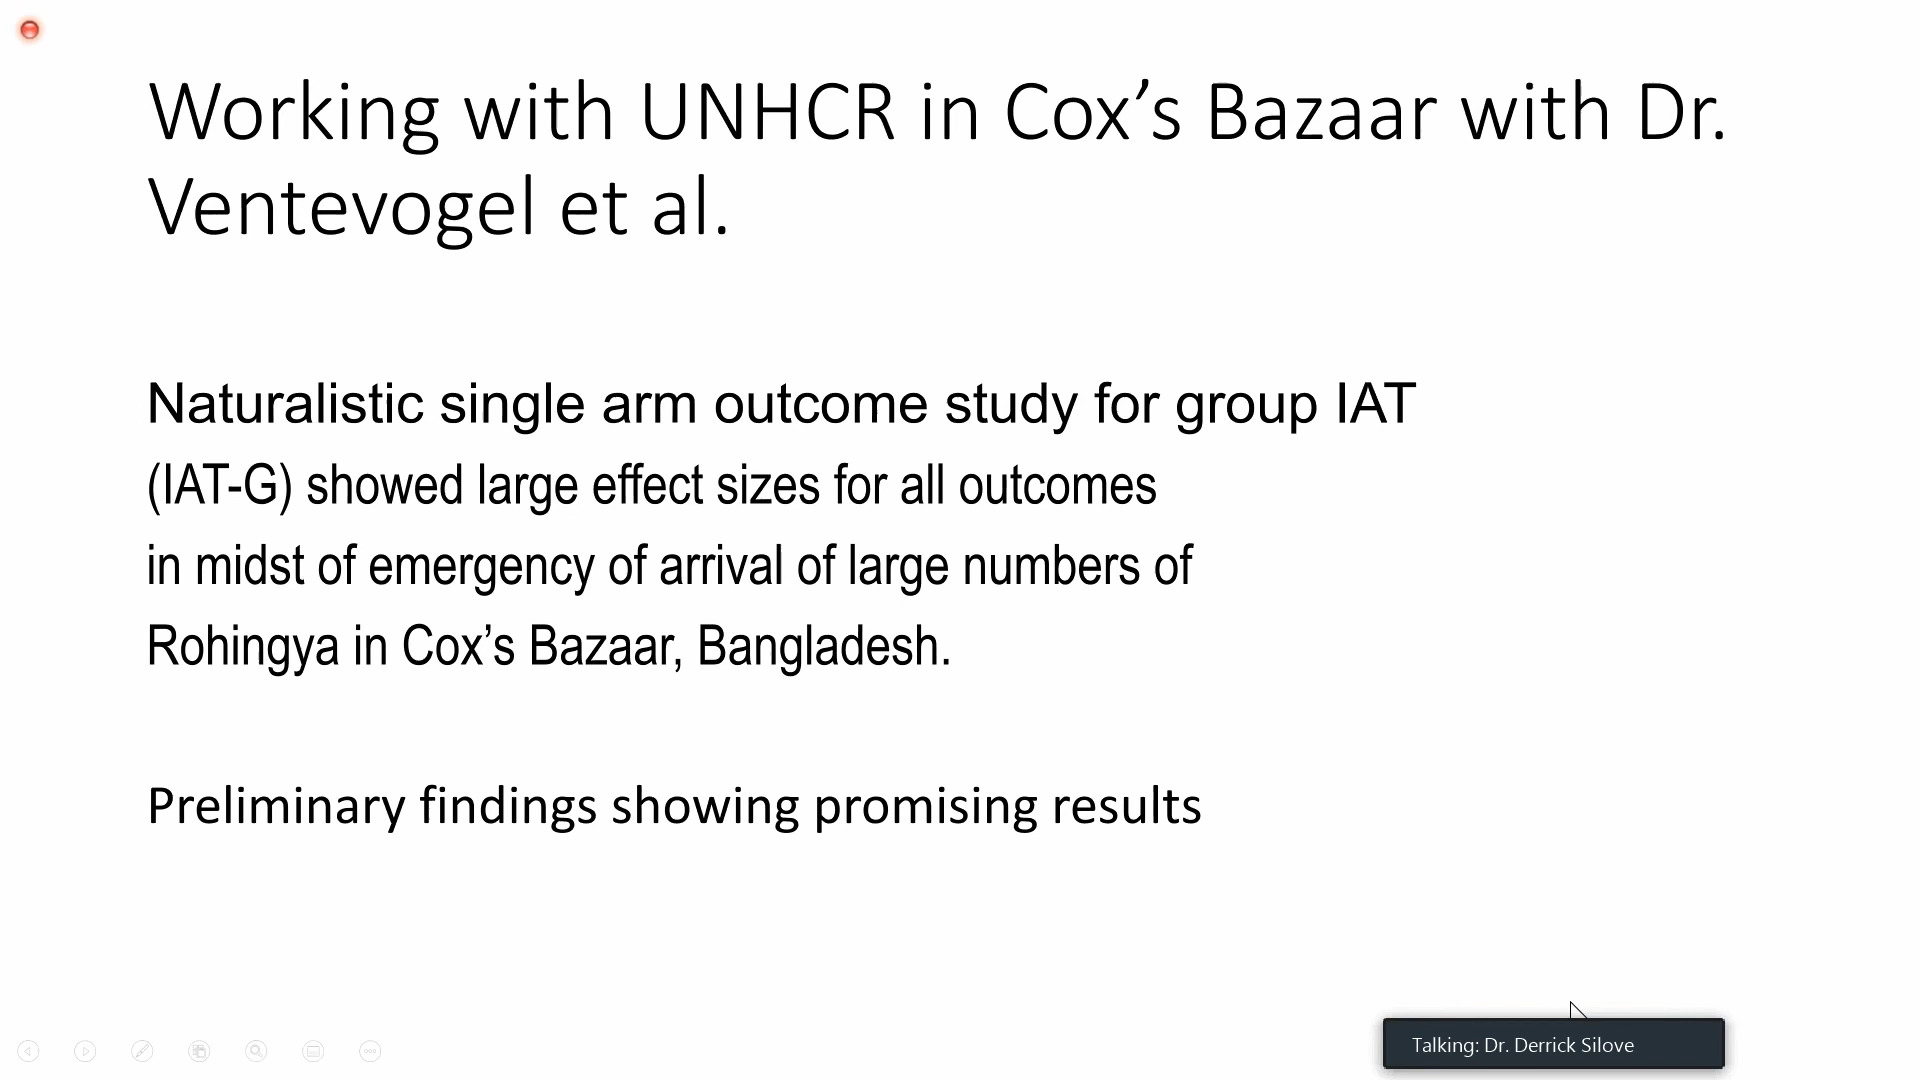 Working with UNHCR in Cox’s Bazaar with Dr.
Ventevogel et al.
Naturalistic single arm outcome study for group IAT
(IAT-G) showed large effect sizes for all outcomes
in midst of emergency of arrival of large numbers of
Rohingya in Cox’s Bazaar, Bangladesh.
Preliminary findings showing promising results
Talking: Dr. Derrick Silove